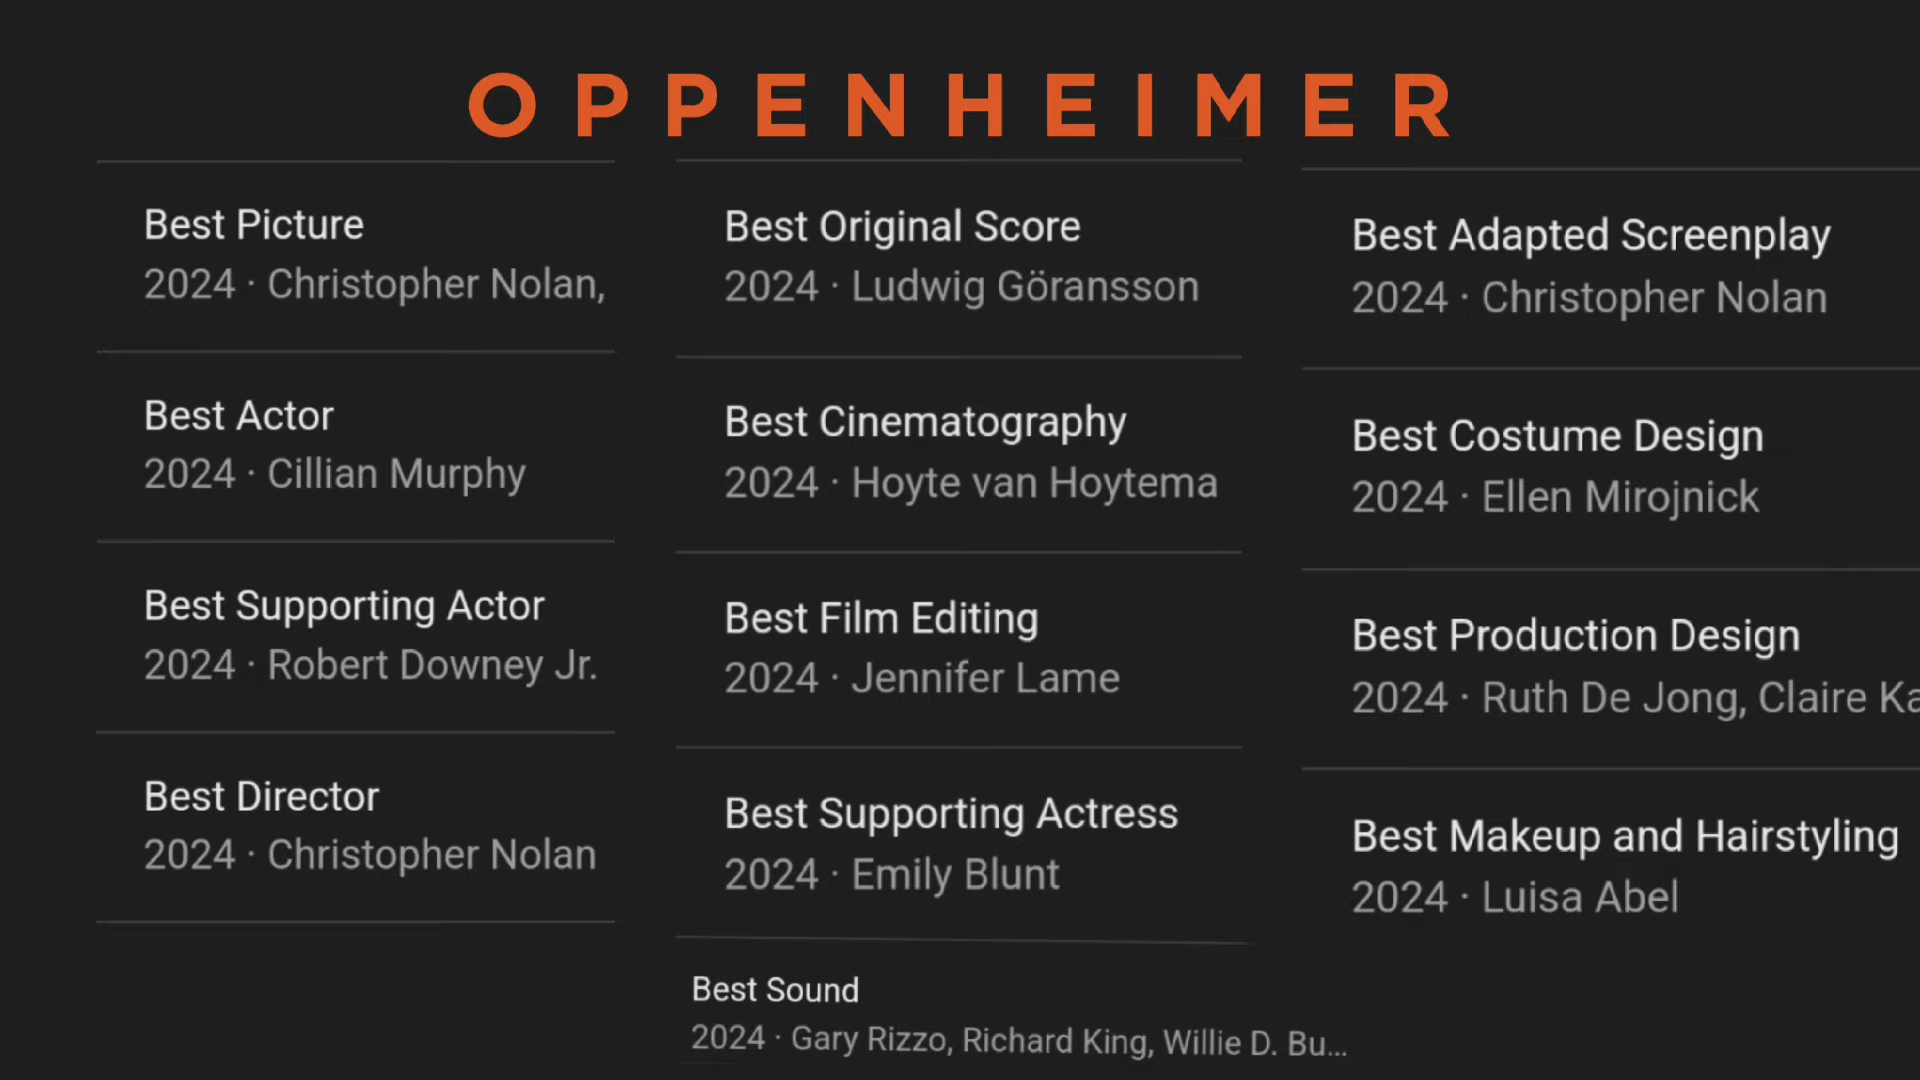 OPPENHEIMER
Best Picture
2024 · Christopher Nolan,
Best Actor
2024 · Cillian Murphy
Best Supporting Actor
2024 · Robert Downey Jr.
Best Director
2024 · Christopher Nolan
Best Original Score
2024 · Ludwig Göransson
Best Cinematography
2024 · Hoyte van Hoytema
Best Film Editing
2024 · Jennifer Lame
Best Supporting Actress
2024 · Emily Blunt
Best Sound
2024 · Gary Rizzo, Richard King, Willie D. Bu...
Best Adapted Screenplay
2024 · Christopher Nolan
Best Costume Design
2024 · Ellen Mirojnick
Best Production Design
2024 · Ruth De Jong, Claire Ka
Best Makeup and Hairstyling
2024 · Luisa Abel